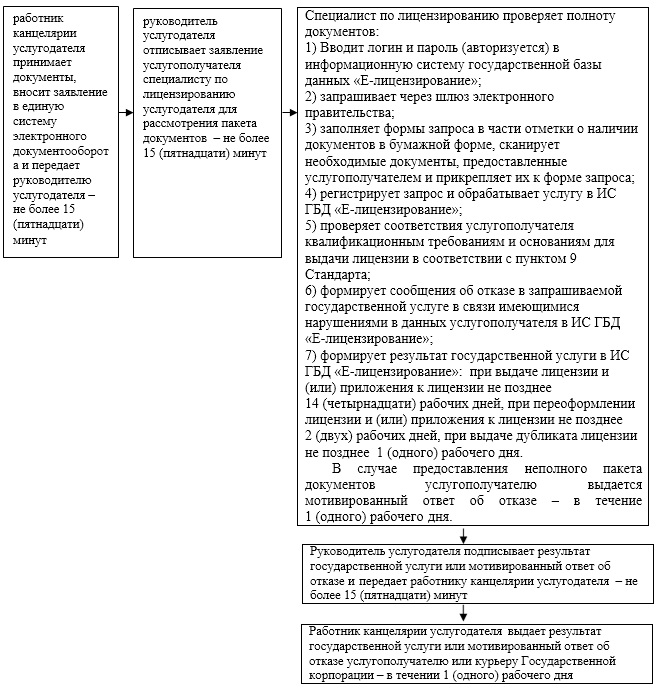 работник
канцелярии
услугодателя
принимает
документы,
вносит заявление
в единую
систему
электронного
документооборот
а и передает
руководителю
услугодателя –
не более 15
(пятнадцати)
минут
руководитель
услугодателя
отписывает заявление
услугополучателя
специалисту по
лицензированию
услугодателя для
рассмотрения пакета
документов – не более
15 (пятнадцати) минут
Специалист по лицензированию проверяет полноту
документов:
1) Вводит логин и пароль (авторизуется) в
информационную систему государственной базы
данных «Е-лицензирование»;
2) запрашивает через шлюз электронного
правительства;
3) заполняет формы запроса в части отметки о наличии
документов в бумажной форме, сканирует
необходимые документы, предоставленные
услугополучателем и прикрепляет их к форме запроса;
4) регистрирует запрос и обрабатывает услугу в ИС
ГБД «Е-лицензирование»;
5) проверяет соответствия услугополучателя
квалификационным требованиям и основаниям для
выдачи лицензии в соответствии с пунктом 9
Стандарта;
6) формирует сообщения об отказе в запрашиваемой
государственной услуге в связи имеющимися
нарушениями в данных услугополучателя в ИС ГБД
«Е-лицензирование»;
7) формирует результат государственной услуги в ИС
ГБД «Е-лицензирование»: при выдаче лицензии и
(или) приложения к лицензии не позднее
14 (четырнадцати) рабочих дней, при переоформлении
лицензии и (или) приложения к лицензии не позднее
2 (двух) рабочих дней, при выдаче дубликата лицензии
не позднее 1 (одного) рабочего дня.
В случае предоставления неполного пакета
документов услугополучателю выдается
мотивированный ответ об отказе – в течение
1 (одного) рабочего дня.
Руководитель услугодателя подписывает результат
государственной услуги или мотивированный ответ об
отказе и передает работнику канцелярии услугодателя – не
более 15 (пятнадцати) минут
Работник канцелярии услугодателя выдает результат
государственной услуги или мотивированный ответ об
отказе услугополучателю или курьеру Государственной
корпорации – в течении 1 (одного) рабочего дня